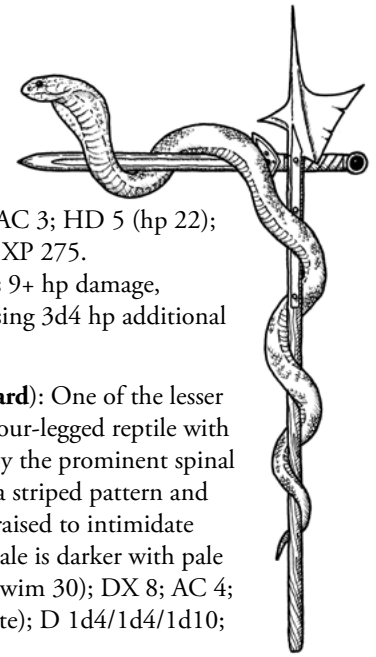 AC 3; HD 5 (hp 22);
XP 275.
9+ hp damage,
sing 3d4 hp additional
ard): One of the lesser
our-legged reptile with
y the prominent spinal
a striped pattern and
raised to intimidate
ale is darker with pale
wim 30); DX 8; AC 4;
te); D 1d4/1d4/1d10;